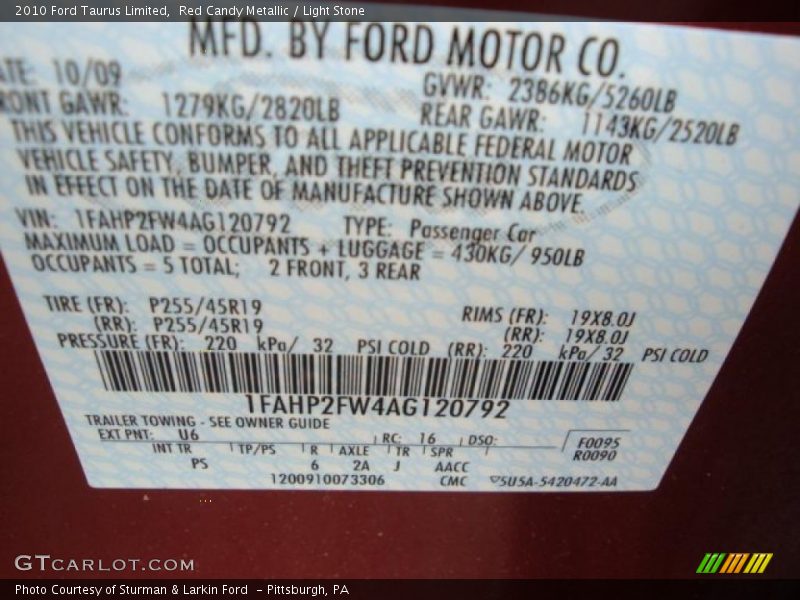 2010 Ford Taurus Limited,  Red Candy Metallic / Light Stone
MFD. BY FORD MOTOR CO.
ATE: 10/09
GVWR: 2386KG/5260LB
RONT GAWR: 1279KG/2820LB
REAR GAWR: 1143KG/2520LB
THIS VEHICLE CONFORMS TO ALL APPLICABLE FEDERAL MOTOR
VEHICLE SAFETY, BUMPER, AND THEFT PREVENTION STANDARDS
IN EFFECT ON THE DATE OF MANUFACTURE SHOWN ABOVE.
VIN: 1FAHP2FW4AG120792 TYPE: Passenger Car
MAXIMUM LOAD = OCCUPANTS + LUGGAGE = 430KG/ 950LB
OCCUPANTS = 5 TOTAL; 2 FRONT, 3 REAR
TIRE (FR): P255/45R19 RIMS (FR): 19X8.0J
(RR): P255/45R19 (RR): 19X8.0J
PRESSURE (FR): 220 kPa/ 32 PSI COLD (RR): 220 kPa/ 32 PSI COLD
1FAHP2FW4AG120792
TRAILER TOWING - SEE OWNER GUIDE
EXT PNT: U6 RC: 16 DSO: F0095
INT TR TP/PS R AXLE TR SPR R0090
PS 6 2A J AACC
1200910073306 CMC 5U5A-5420472-AA
GTCARLOT.COM
Photo Courtesy of Sturman & Larkin Ford - Pittsburgh, PA